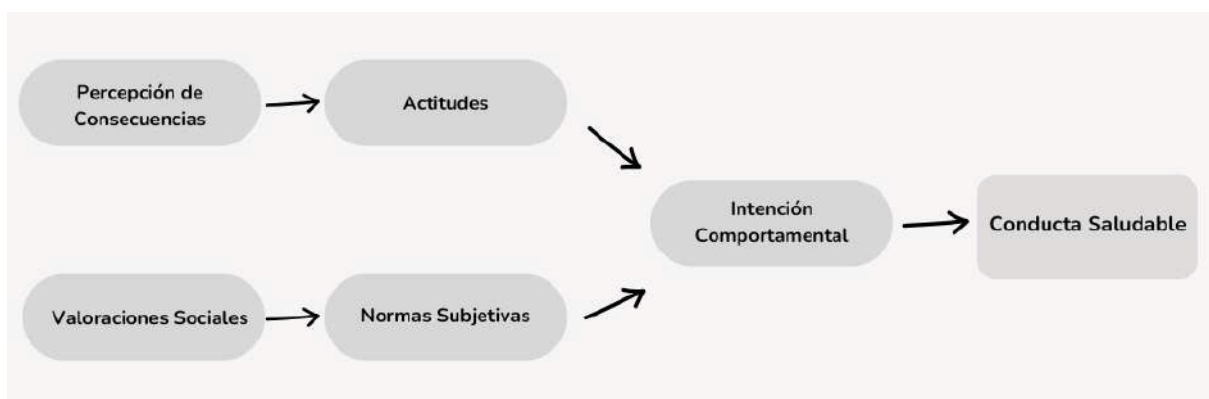 Percepción de
Consecuencias
Actitudes
Intención
Comportamental
Conducta Saludable
Valoraciones Sociales
Normas Subjetivas